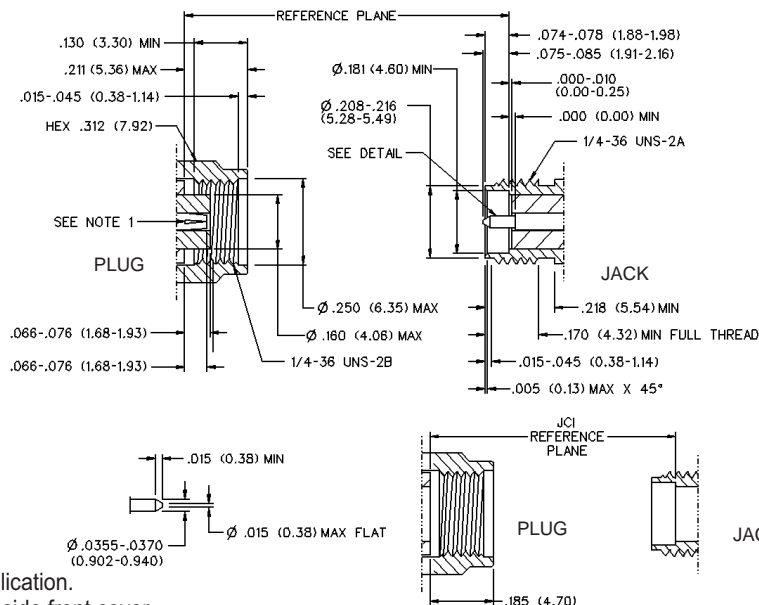 REFERENCE PLANE
.130 (3.30) MIN
.211 (5.36) MAX
.015-.045 (0.38-1.14)
HEX .312 (7.92)
SEE NOTE 1
PLUG
.066-.076 (1.68-1.93)
.066-.076 (1.68-1.93)
Ø.250 (6.35) MAX
Ø.160 (4.06) MAX
1/4-36 UNS-2B
.074-.078 (1.88-1.98)
.075-.085 (1.91-2.16)
Ø.181 (4.60) MIN
.000-.010
(0.00-0.25)
Ø.208-.216
(5.28-5.49)
.000 (0.00) MIN
1/4-36 UNS-2A
SEE DETAIL
JACK
.218 (5.54) MIN
.170 (4.32) MIN FULL THREAD
.015-.045 (0.38-1.14)
.005 (0.13) MAX X 45°
.015 (0.38) MIN
Ø.015 (0.38) MAX FLAT
Ø.0355-.0370
(0.902-0.940)
JCI
REFERENCE
PLANE
PLUG
JA
.185 (4.70)
lication.
side front cover